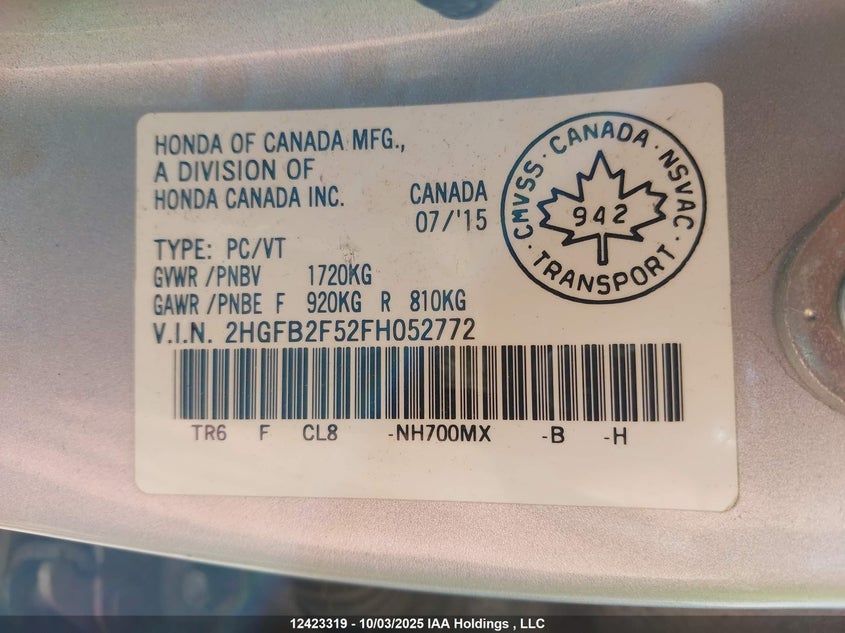 HONDA OF CANADA MFG.,
A DIVISION OF
HONDA CANADA INC.
CANADA
07/'15
TYPE: PC/VT
GVWR /PNBV 1720KG
GAWR /PNBE F 920KG R 810KG
V.I.N. 2HGFB2F52FH052772
TR6 F CL8 -NH700MX -B -H
CMVSS · CANADA · NSVAC · TRANSPORT ·
942
12423319 - 10/03/2025 IAA Holdings , LLC